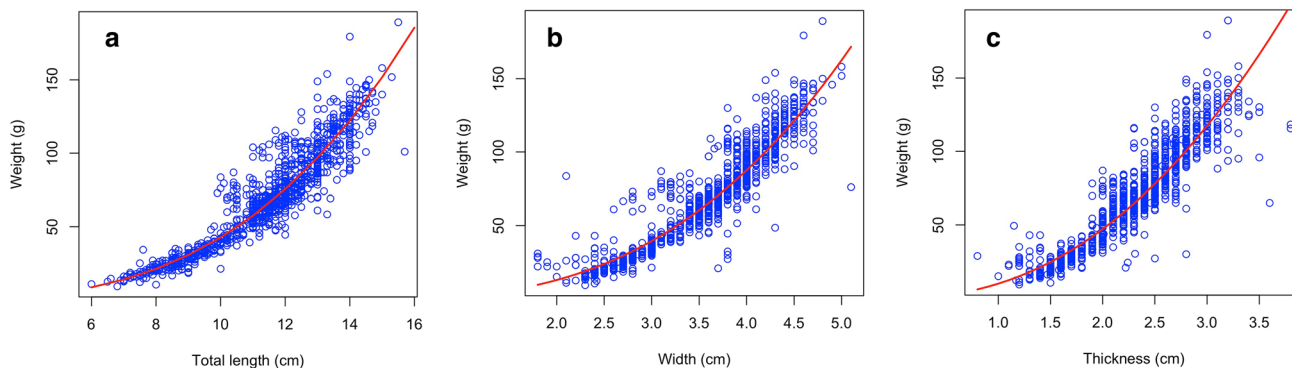 a
Weight (g)
150
100
50
6 8 10 12 14 16
Total length (cm)
b
Weight (g)
150
100
50
2.0 2.5 3.0 3.5 4.0 4.5 5.0
Width (cm)
c
Weight (g)
150
100
50
1.0 1.5 2.0 2.5 3.0 3.5
Thickness (cm)